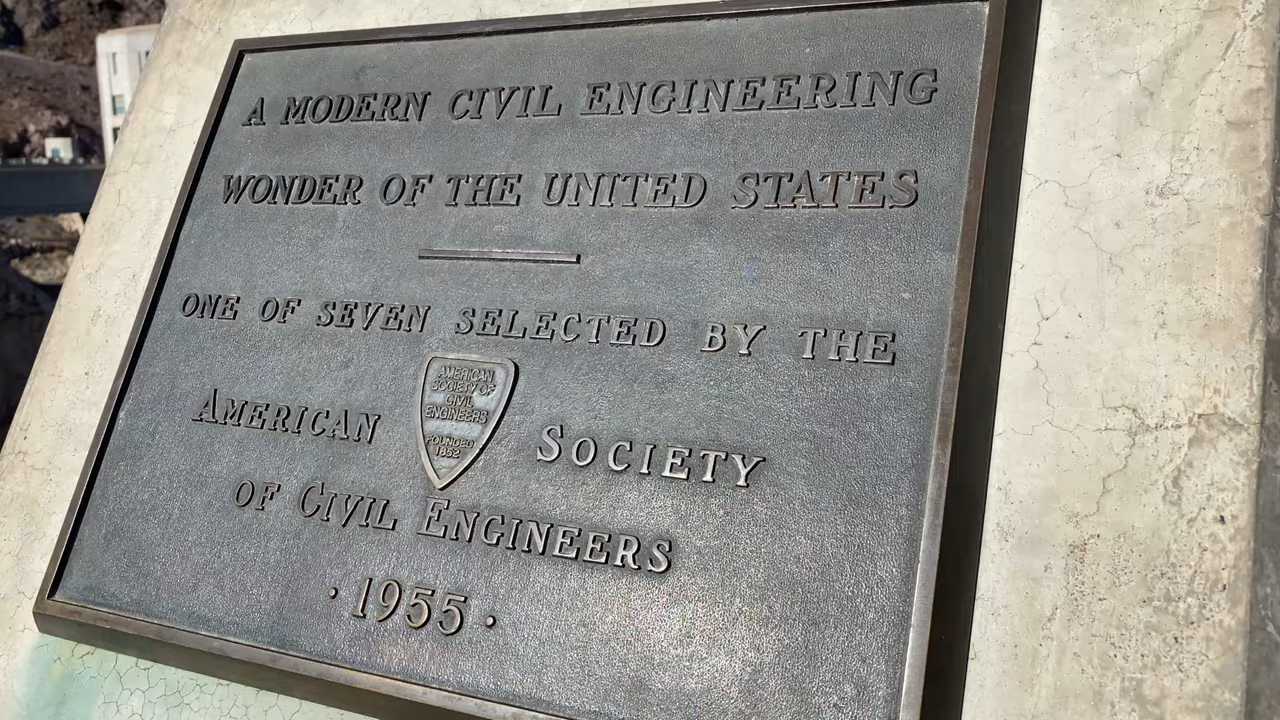 A MODERN CIVIL ENGINEERING
WONDER OF THE UNITED STATES
ONE OF SEVEN SELECTED BY THE
AMERICAN SOCIETY
AMERICAN
SOCIETY OF
CIVIL
ENGINEERS
FOUNDED
1852
OF CIVIL ENGINEERS
· 1955 ·